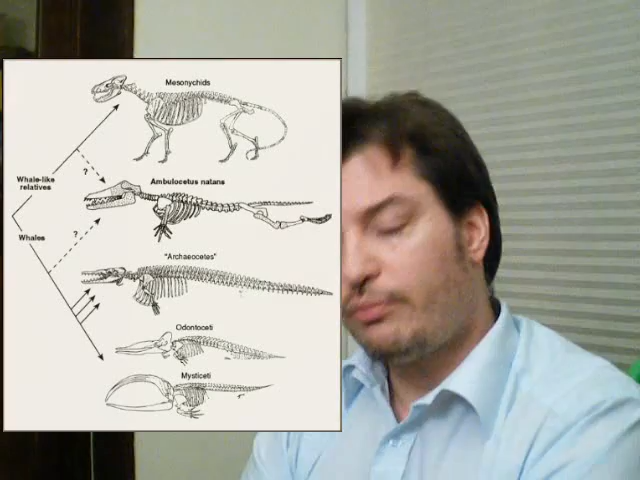 Mesonychids
?
Whale-like
relatives
Ambulocetus natans
?
Whales
"Archaeocetes"
Odontoceti
Mysticeti